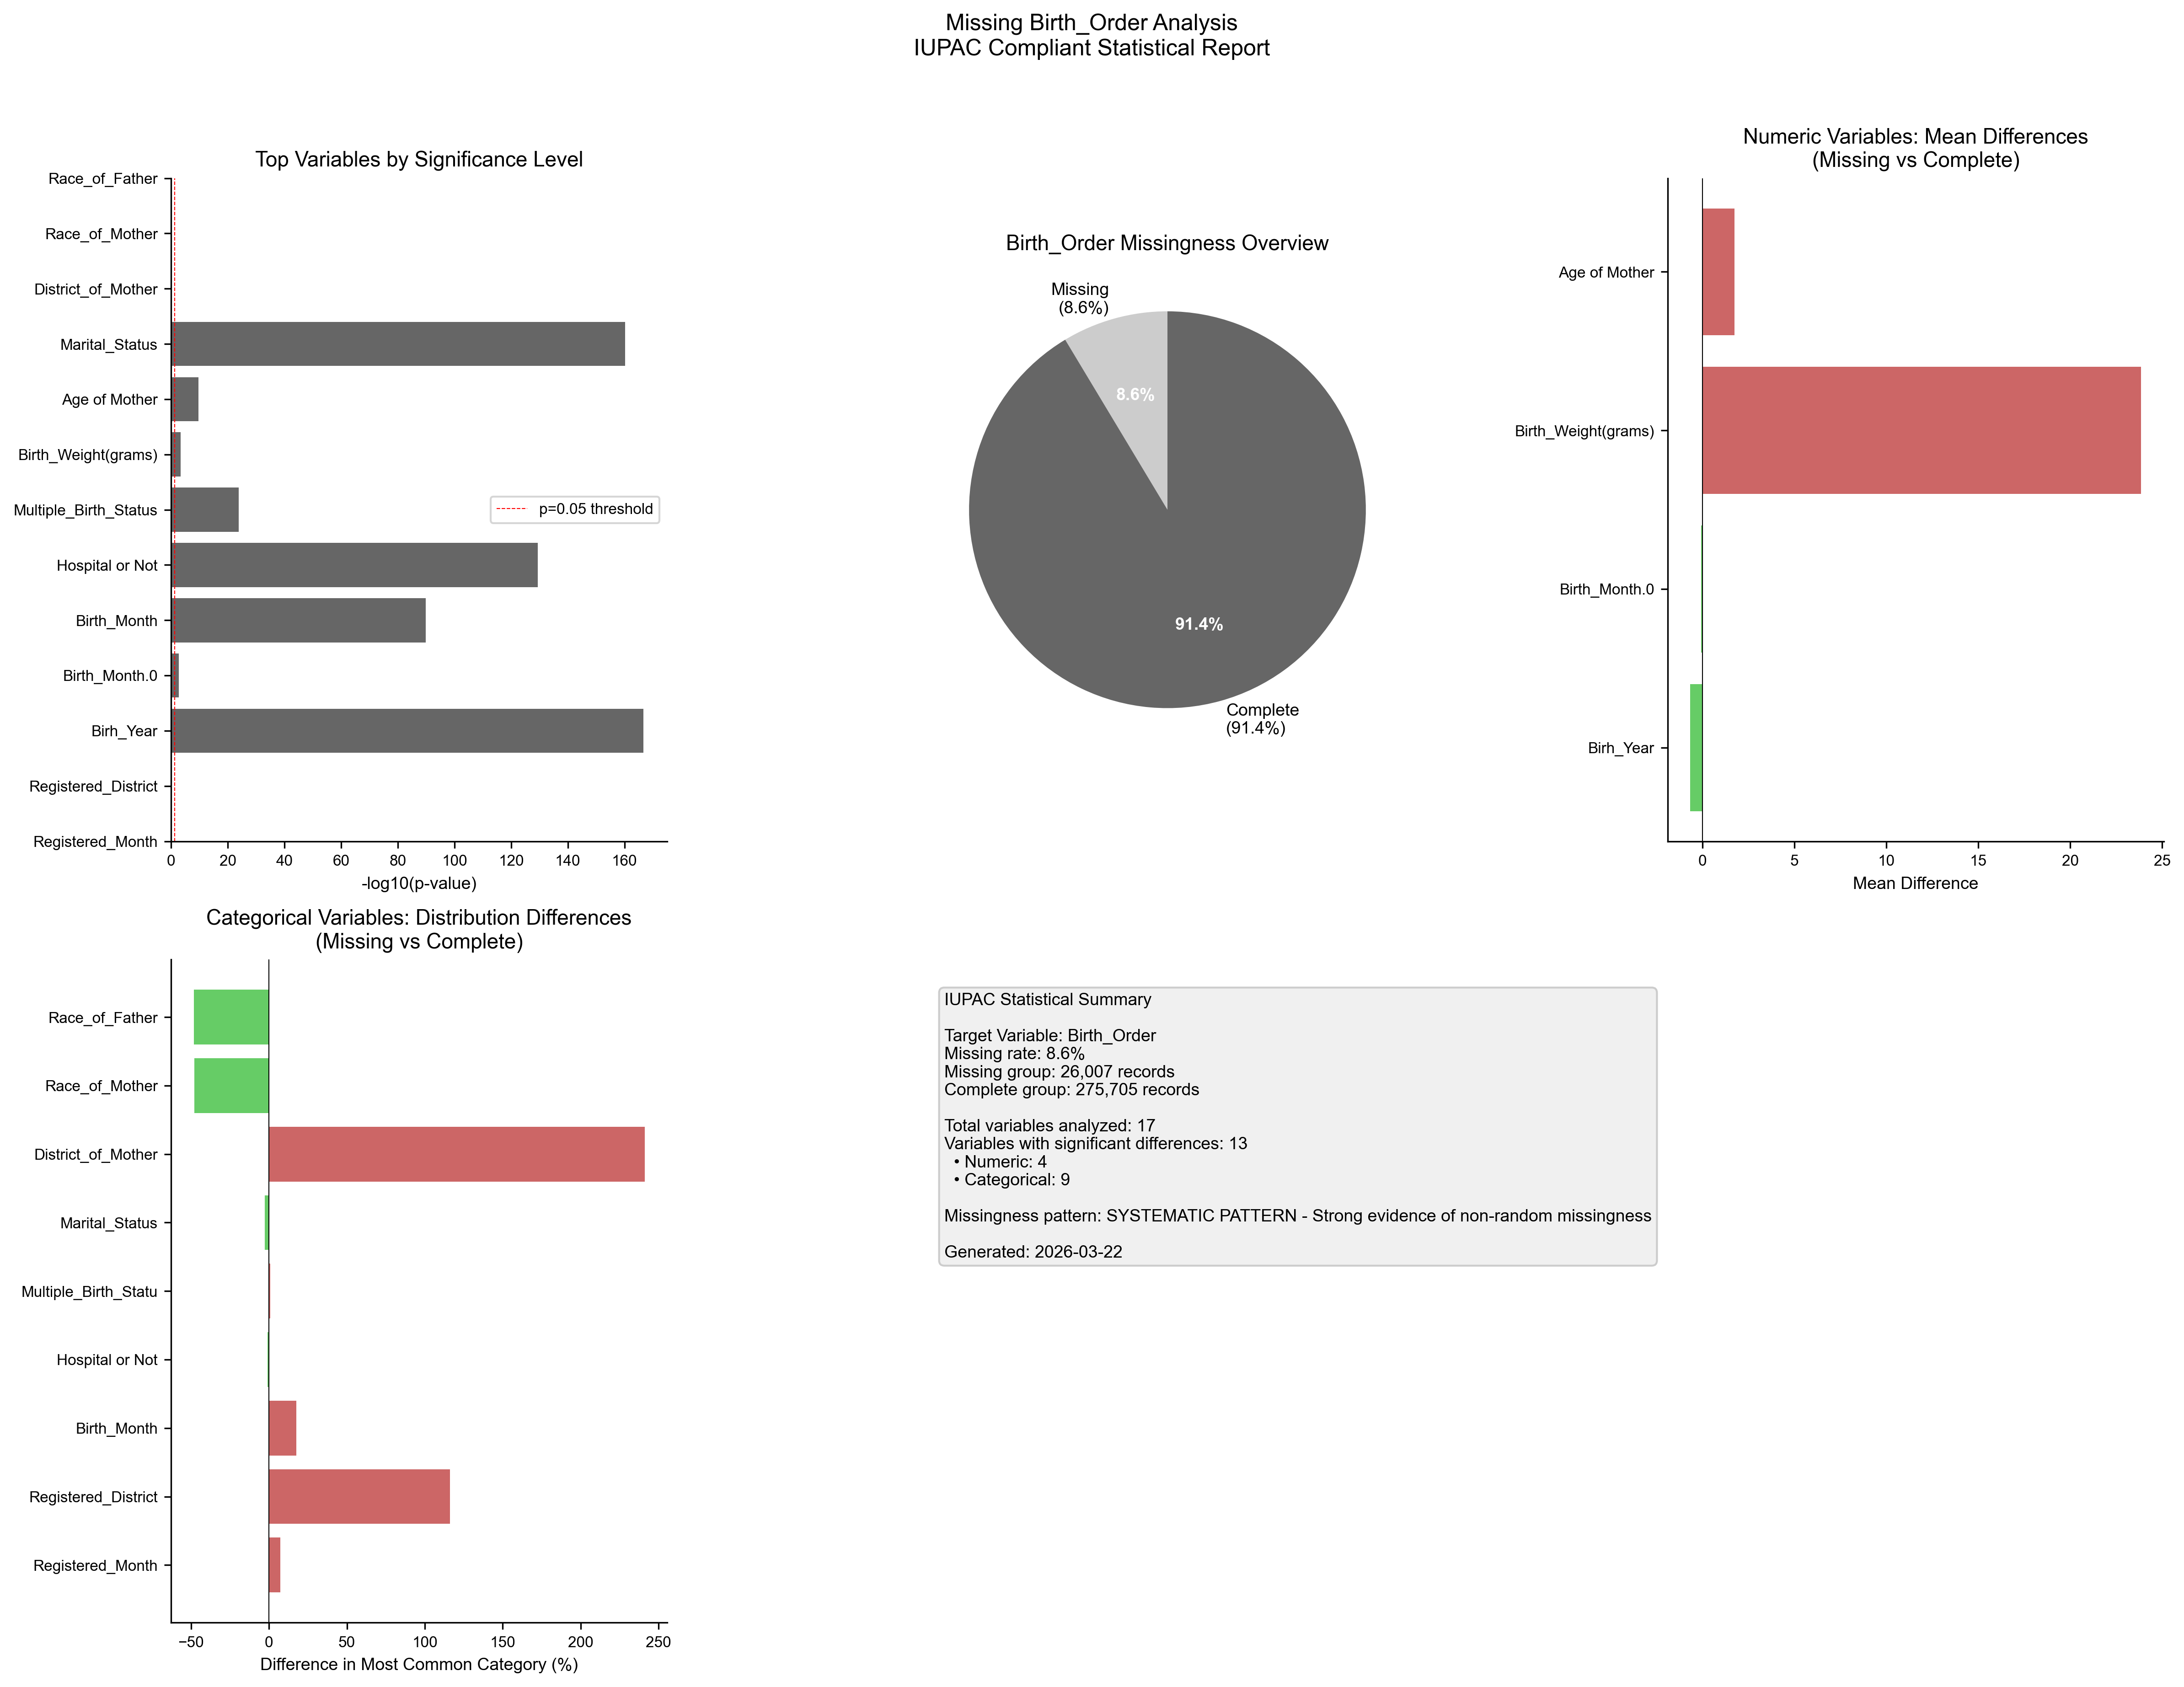 Missing Birth_Order Analysis
IUPAC Compliant Statistical Report
Top Variables by Significance Level
Race_of_Father
Race_of_Mother
District_of_Mother
Marital_Status
Age of Mother
Birth_Weight(grams)
Multiple_Birth_Status
Hospital or Not
Birth_Month
Birth_Month.0
Birh_Year
Registered_District
Registered_Month
p=0.05 threshold
0 20 40 60 80 100 120 140 160
-log10(p-value)
Birth_Order Missingness Overview
Missing
(8.6%)
8.6%
91.4%
Complete
(91.4%)
Numeric Variables: Mean Differences
(Missing vs Complete)
Age of Mother
Birth_Weight(grams)
Birth_Month.0
Birh_Year
0 5 10 15 20 25
Mean Difference
Categorical Variables: Distribution Differences
(Missing vs Complete)
Race_of_Father
Race_of_Mother
District_of_Mother
Marital_Status
Multiple_Birth_Statu
Hospital or Not
Birth_Month
Registered_District
Registered_Month
−50 0 50 100 150 200 250
Difference in Most Common Category (%)
IUPAC Statistical Summary
Target Variable: Birth_Order
Missing rate: 8.6%
Missing group: 26,007 records
Complete group: 275,705 records
Total variables analyzed: 17
Variables with significant differences: 13
• Numeric: 4
• Categorical: 9
Missingness pattern: SYSTEMATIC PATTERN - Strong evidence of non-random missingness
Generated: 2026-03-22